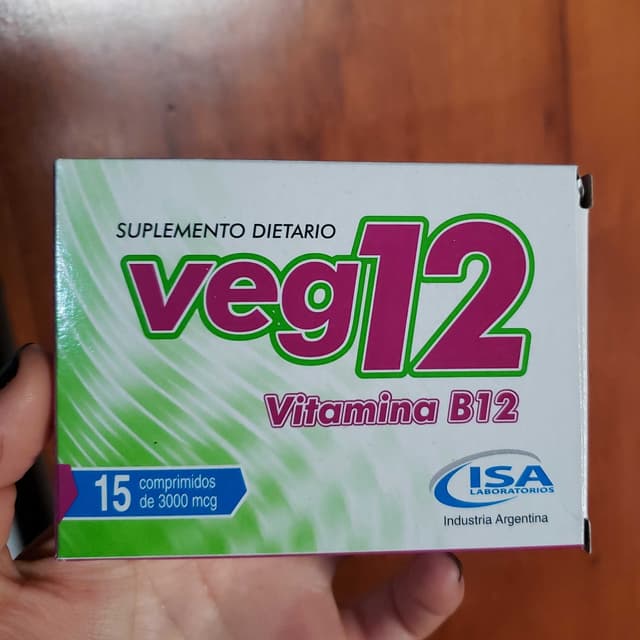 SUPLEMENTO DIETARIO
veg12
Vitamina B12
15 comprimidos
de 3000 mcg
ISA
LABORATORIOS
Industria Argentina